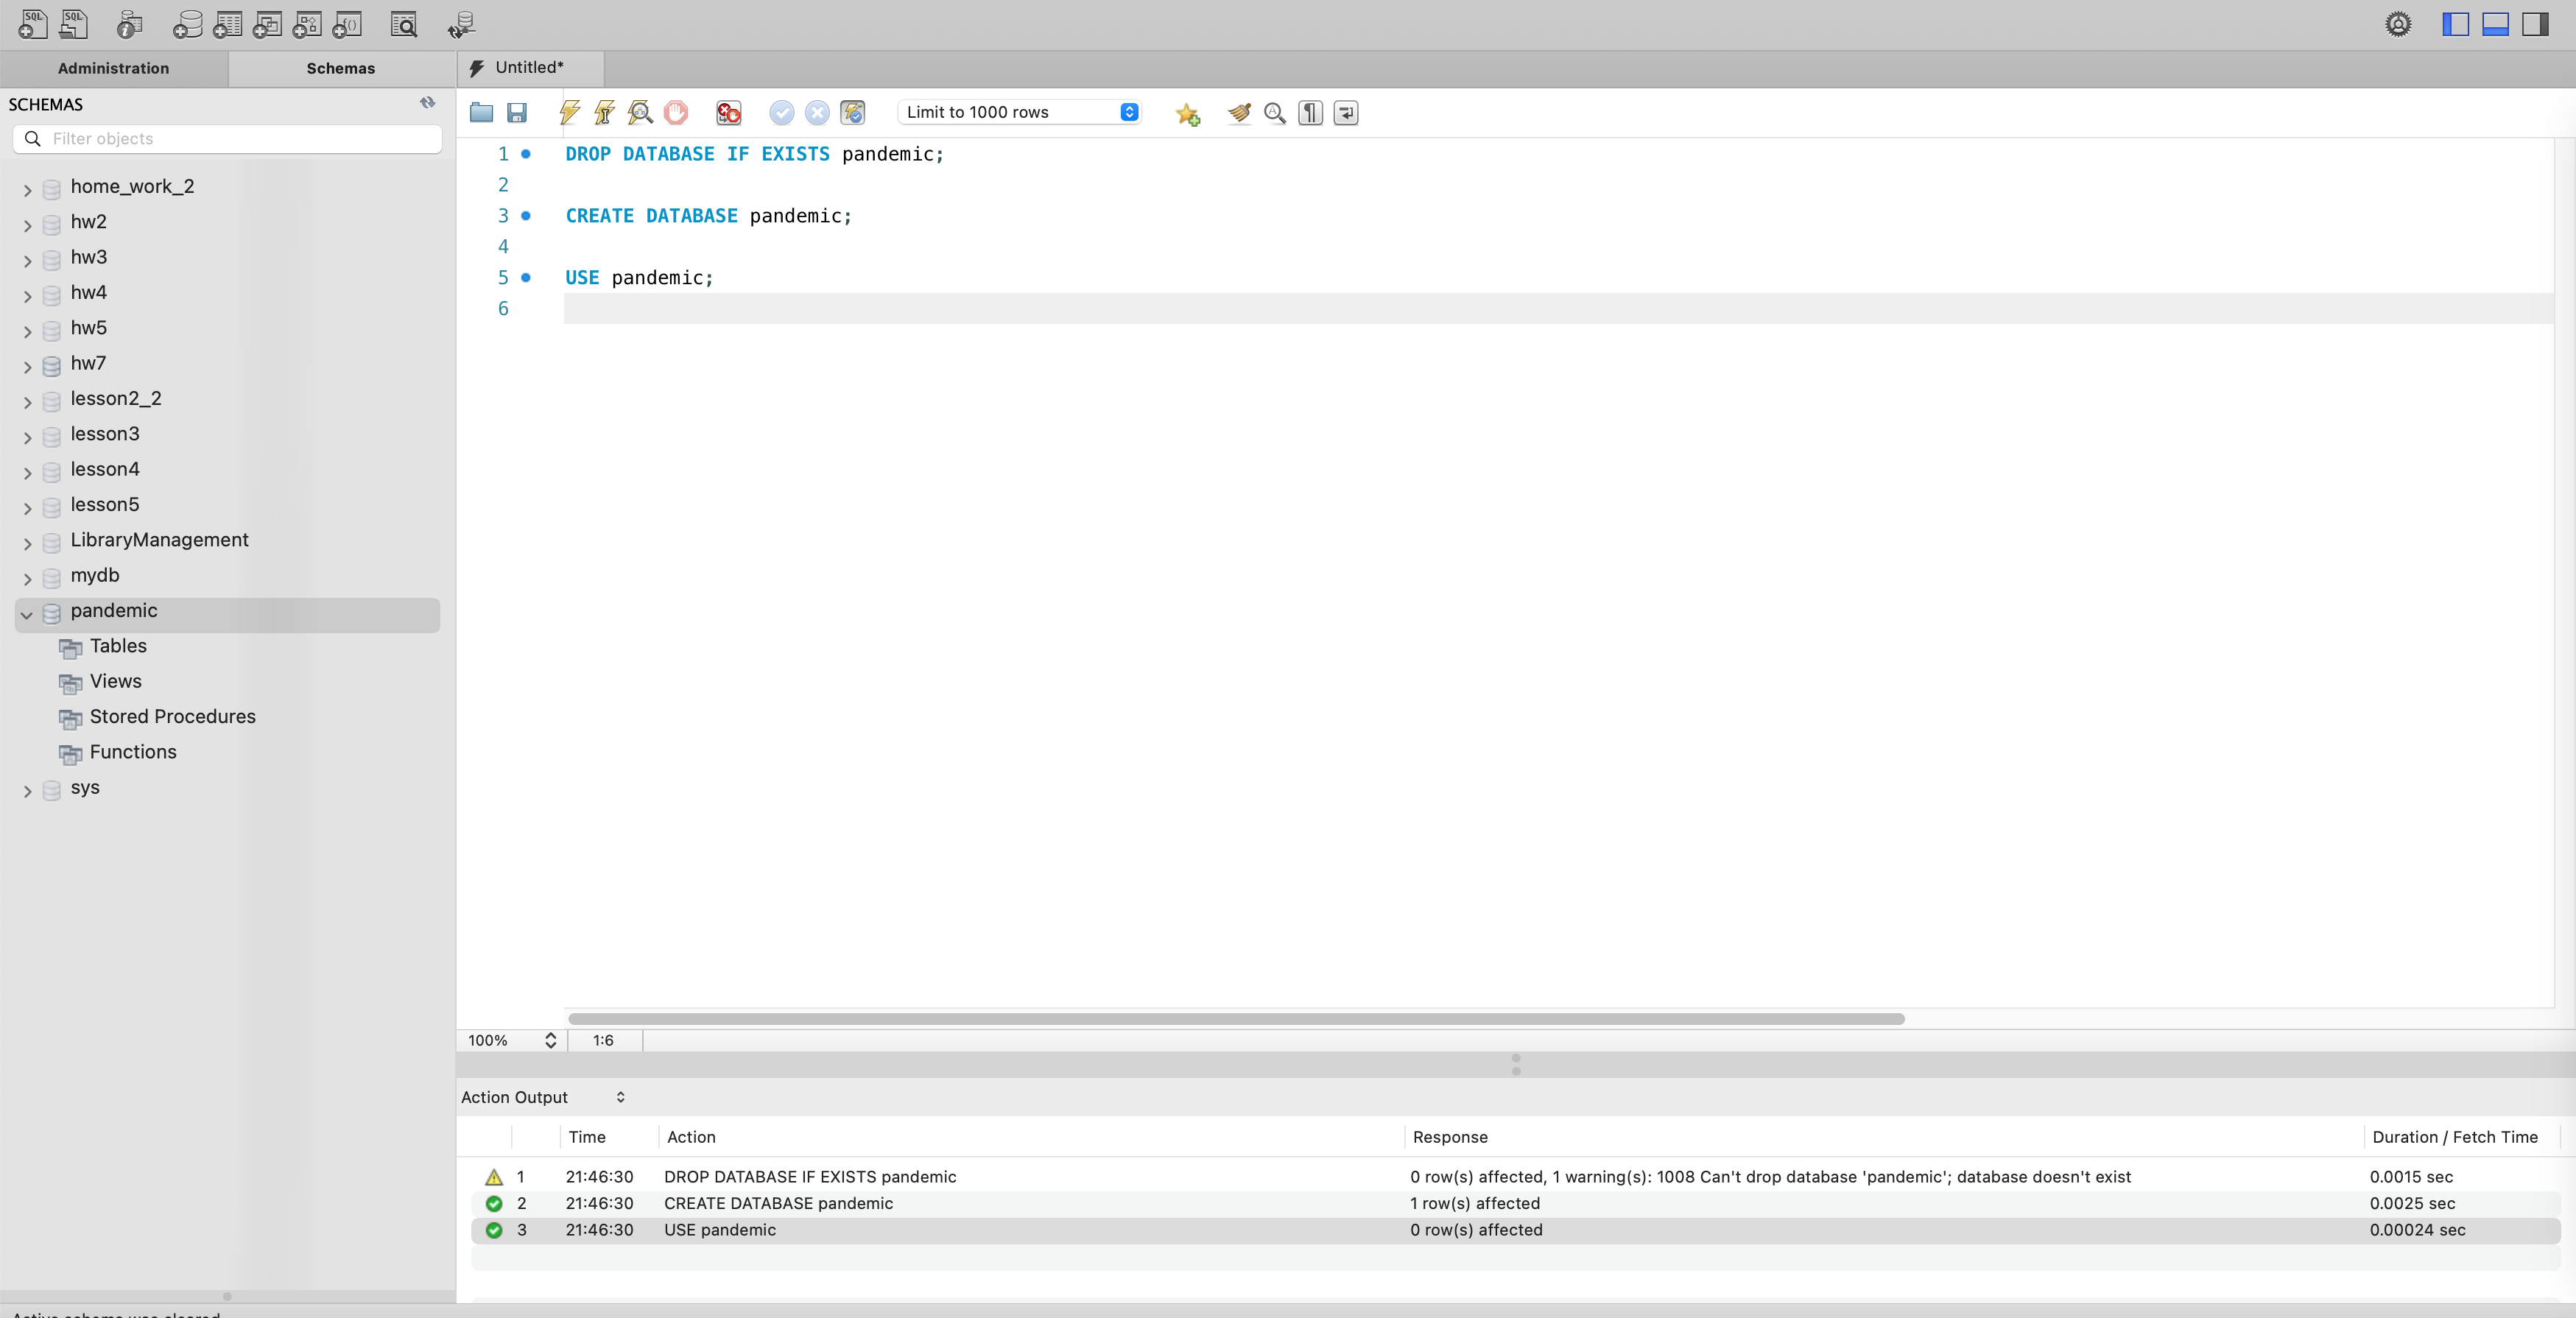 Administration
Schemas
Untitled*
SCHEMAS
Filter objects
Limit to 1000 rows
home_work_2
hw2
hw3
hw4
hw5
hw7
lesson2_2
lesson3
lesson4
lesson5
LibraryManagement
mydb
pandemic
Tables
Views
Stored Procedures
Functions
sys
1 DROP DATABASE IF EXISTS pandemic;
2
3 CREATE DATABASE pandemic;
4
5 USE pandemic;
6
100% 1:6
Action Output
Time Action Response Duration / Fetch Time
1 21:46:30 DROP DATABASE IF EXISTS pandemic 0 row(s) affected, 1 warning(s): 1008 Can't drop database 'pandemic'; database doesn't exist 0.0015 sec
2 21:46:30 CREATE DATABASE pandemic 1 row(s) affected 0.0025 sec
3 21:46:30 USE pandemic 0 row(s) affected 0.00024 sec
Active schema was cleared